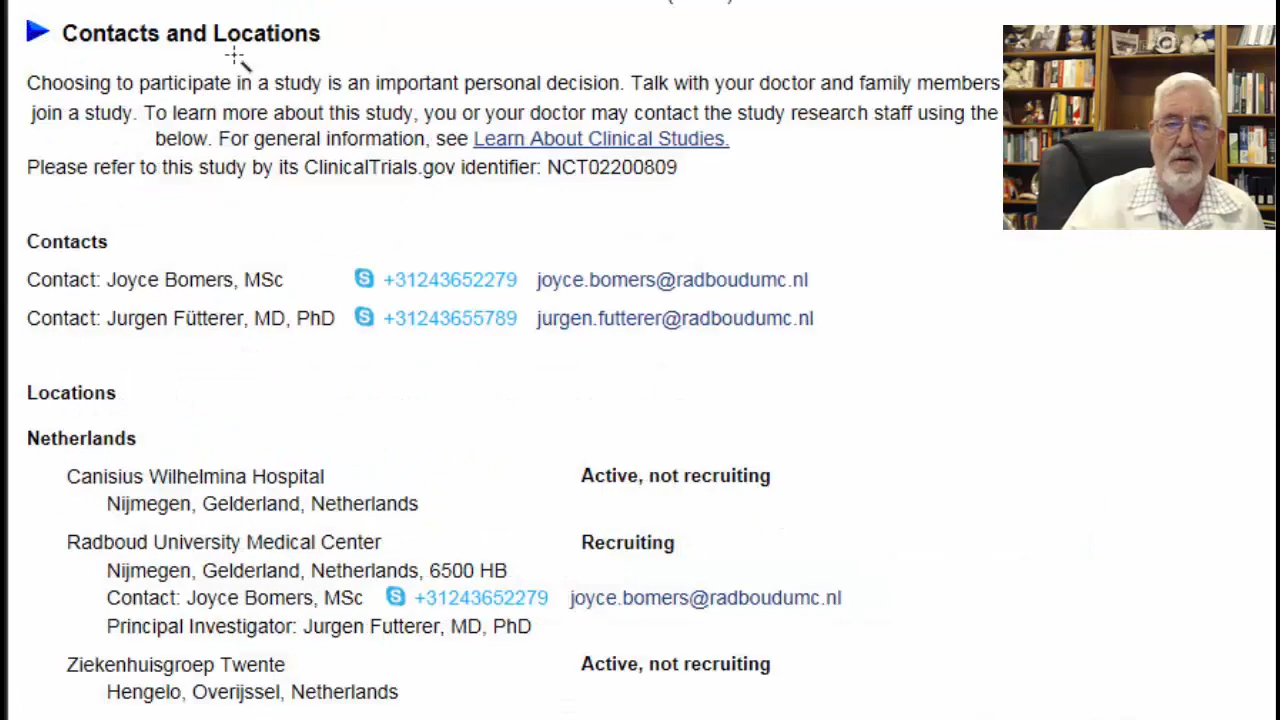 Contacts and Locations
Choosing to participate in a study is an important personal decision. Talk with your doctor and family members
join a study. To learn more about this study, you or your doctor may contact the study research staff using the
below. For general information, see Learn About Clinical Studies.
Please refer to this study by its ClinicalTrials.gov identifier: NCT02200809
Contacts
Contact: Joyce Bomers, MSc +31243652279 joyce.bomers@radboudumc.nl
Contact: Jurgen Fütterer, MD, PhD +31243655789 jurgen.futterer@radboudumc.nl
Locations
Netherlands
Canisius Wilhelmina Hospital Active, not recruiting
Nijmegen, Gelderland, Netherlands
Radboud University Medical Center Recruiting
Nijmegen, Gelderland, Netherlands, 6500 HB
Contact: Joyce Bomers, MSc +31243652279 joyce.bomers@radboudumc.nl
Principal Investigator: Jurgen Futterer, MD, PhD
Ziekenhuisgroep Twente Active, not recruiting
Hengelo, Overijssel, Netherlands